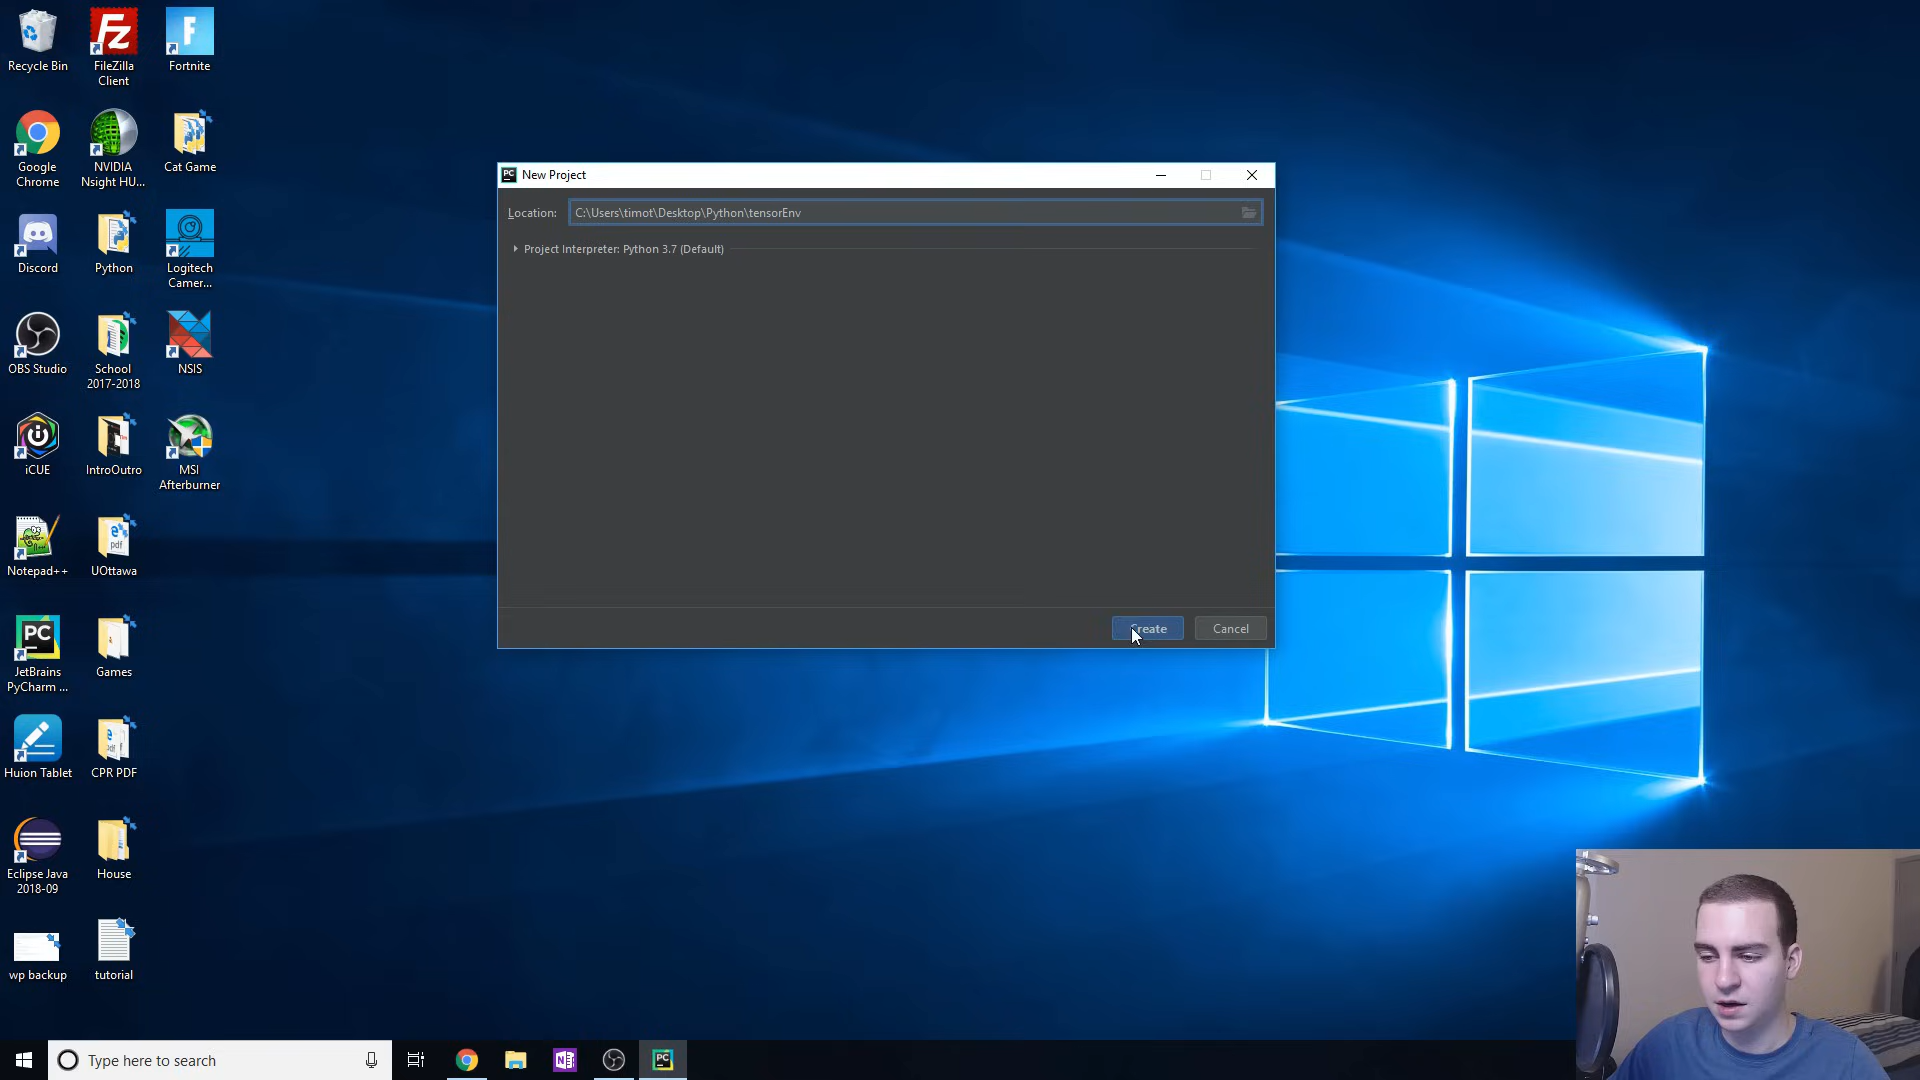 Recycle Bin
FileZilla
Client
Fortnite
Google
Chrome
NVIDIA
Nsight HU...
Cat Game
Discord
Python
Logitech
Camer...
OBS Studio
School
2017-2018
NSIS
iCUE
IntroOutro
MSI
Afterburner
Notepad++
UOttawa
JetBrains
PyCharm ...
Games
Huion Tablet
CPR PDF
Eclipse Java
2018-09
House
wp backup
tutorial
New Project
Location: C:\Users\timot\Desktop\Python\tensorEnv
Project Interpreter: Python 3.7 (Default)
Create
Cancel
Type here to search